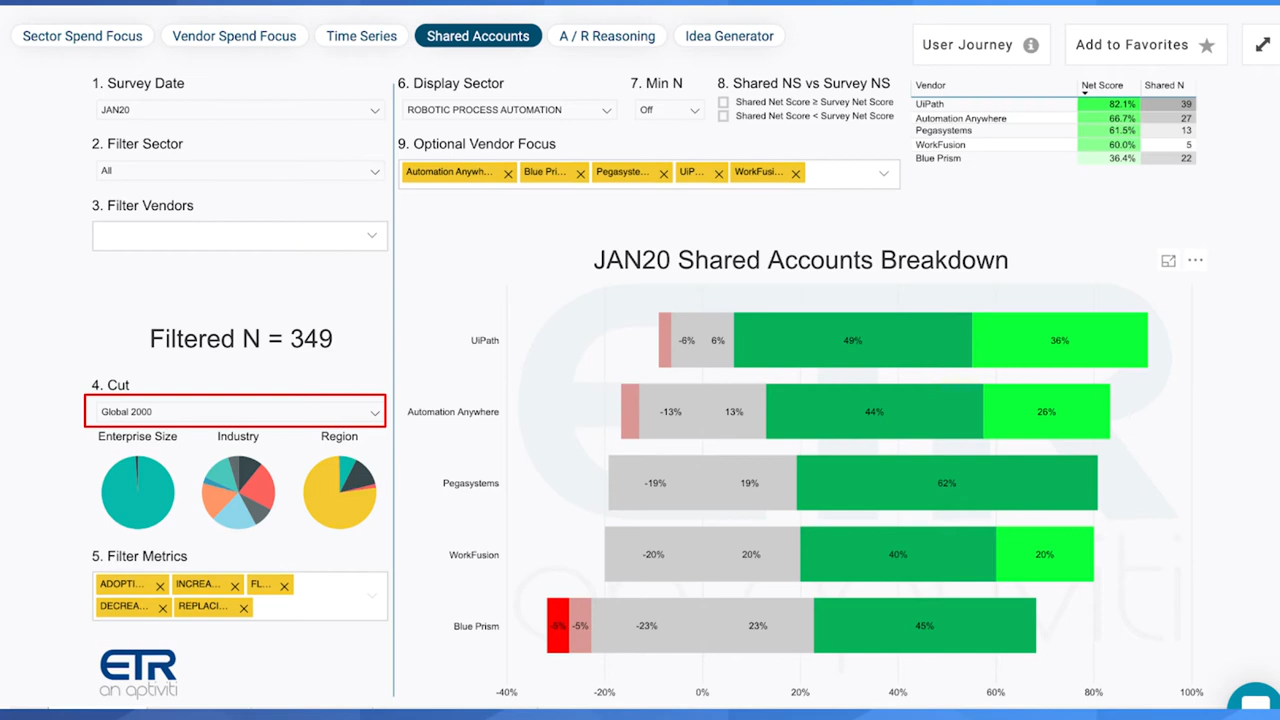 Sector Spend Focus
Vendor Spend Focus
Time Series
Shared Accounts
A / R Reasoning
Idea Generator
User Journey
Add to Favorites
1. Survey Date
JAN20
2. Filter Sector
All
3. Filter Vendors
Filtered N = 349
4. Cut
Global 2000
Enterprise Size
Industry
Region
5. Filter Metrics
ADOPTI...
INCREA...
FL...
DECREA...
REPLACI...
ETR
an aptiviti
6. Display Sector
ROBOTIC PROCESS AUTOMATION
7. Min N
Off
8. Shared NS vs Survey NS
Shared Net Score ≥ Survey Net Score
Shared Net Score < Survey Net Score
9. Optional Vendor Focus
Automation Anywh...
Blue Pri...
Pegasyste...
UiP...
WorkFusi...
Vendor Net Score Shared N
UiPath 82.1% 39
Automation Anywhere 66.7% 27
Pegasystems 61.5% 13
WorkFusion 60.0% 5
Blue Prism 36.4% 22
JAN20 Shared Accounts Breakdown
UiPath -6% 6% 49% 36%
Automation Anywhere -13% 13% 44% 26%
Pegasystems -19% 19% 62%
WorkFusion -20% 20% 40% 20%
Blue Prism -5% -5% -23% 23% 45%
-40% -20% 0% 20% 40% 60% 80% 100%
ETR
an aptiviti